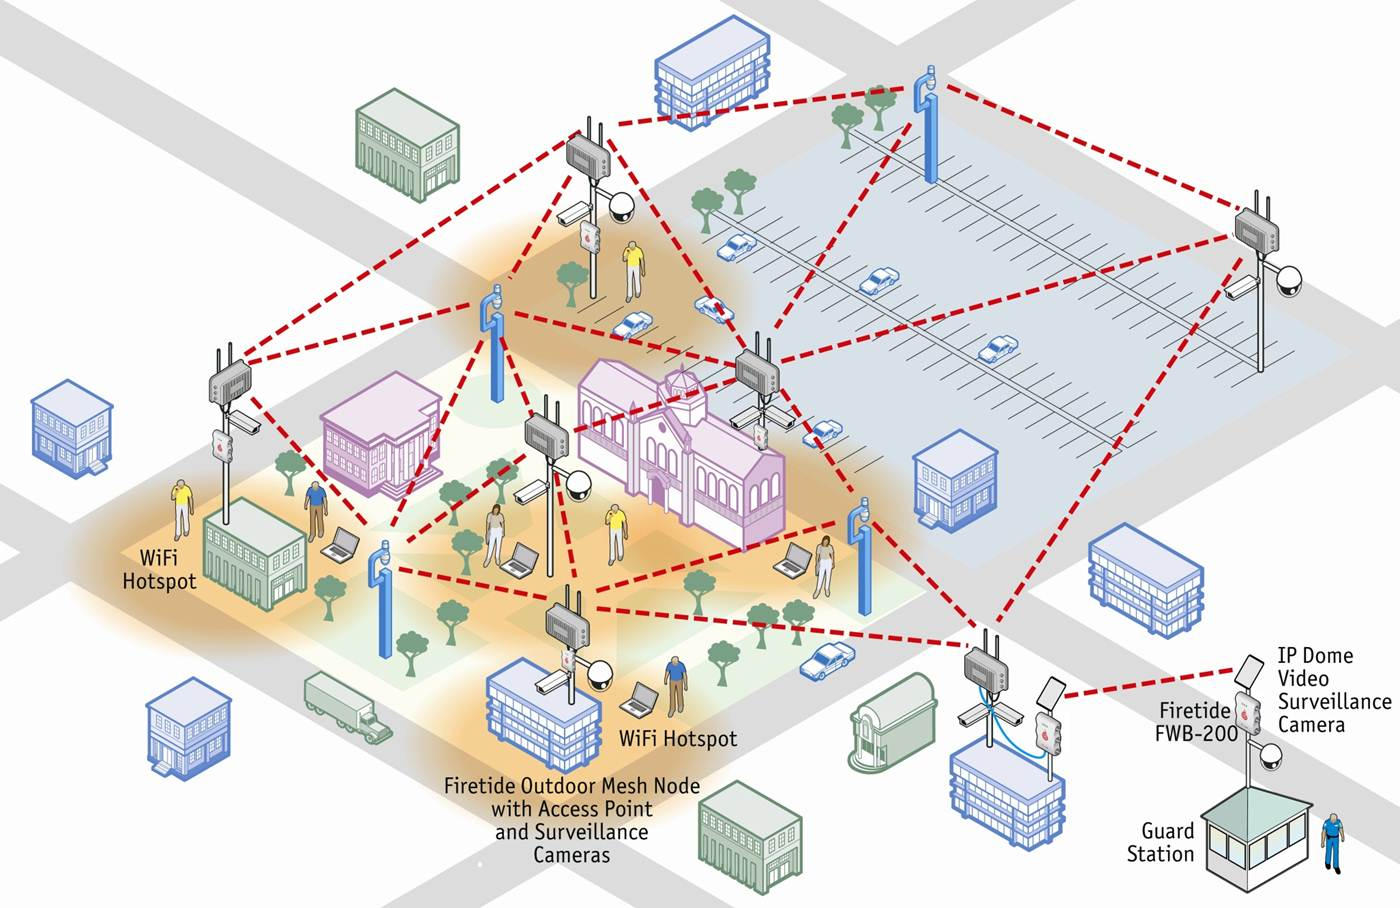 WiFi
Hotspot
WiFi Hotspot
Firetide Outdoor Mesh Node
with Access Point
and Surveillance
Cameras
IP Dome
Video
Surveillance
Camera
Firetide
FWB-200
Guard
Station